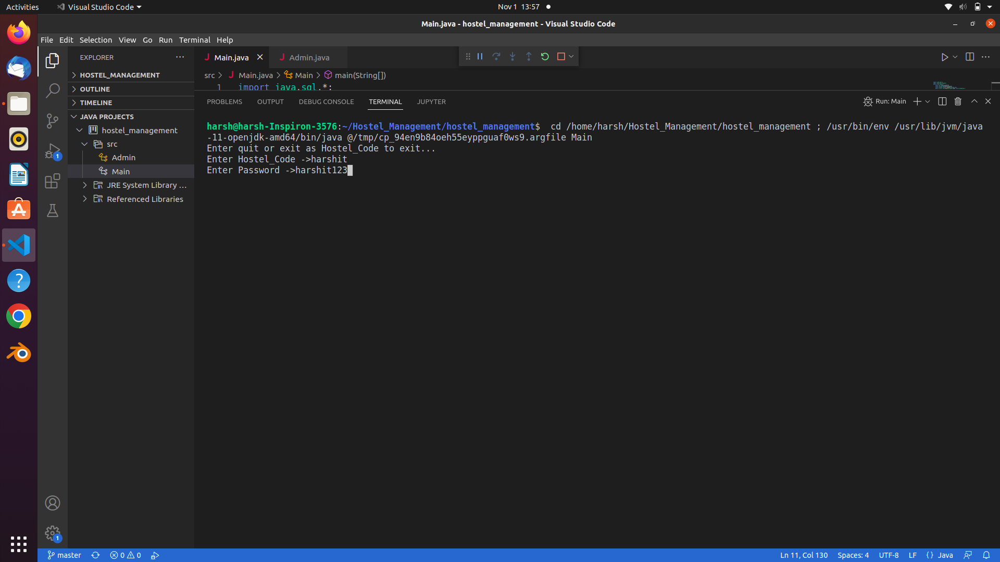 Activities
Visual Studio Code
Nov 1 13:57
Main.java - hostel_management - Visual Studio Code
File Edit Selection View Go Run Terminal Help
EXPLORER
HOSTEL_MANAGEMENT
OUTLINE
TIMELINE
JAVA PROJECTS
hostel_management
src
Admin
Main
JRE System Library ...
Referenced Libraries
J Main.java
J Admin.java
src > J Main.java > Main > main(String[])
1 import java.sql.*;
PROBLEMS OUTPUT DEBUG CONSOLE TERMINAL JUPYTER
Run: Main
harsh@harsh-Inspiron-3576:~/Hostel_Management/hostel_management$ cd /home/harsh/Hostel_Management/hostel_management ; /usr/bin/env /usr/lib/jvm/java
-11-openjdk-amd64/bin/java @/tmp/cp_94en9b84oeh55eyppguaf0ws9.argfile Main
Enter quit or exit as Hostel_Code to exit...
Enter Hostel_Code ->harshit
Enter Password ->harshit123
1
1
master
0 0
Ln 11, Col 130
Spaces: 4
UTF-8
LF
{ } Java